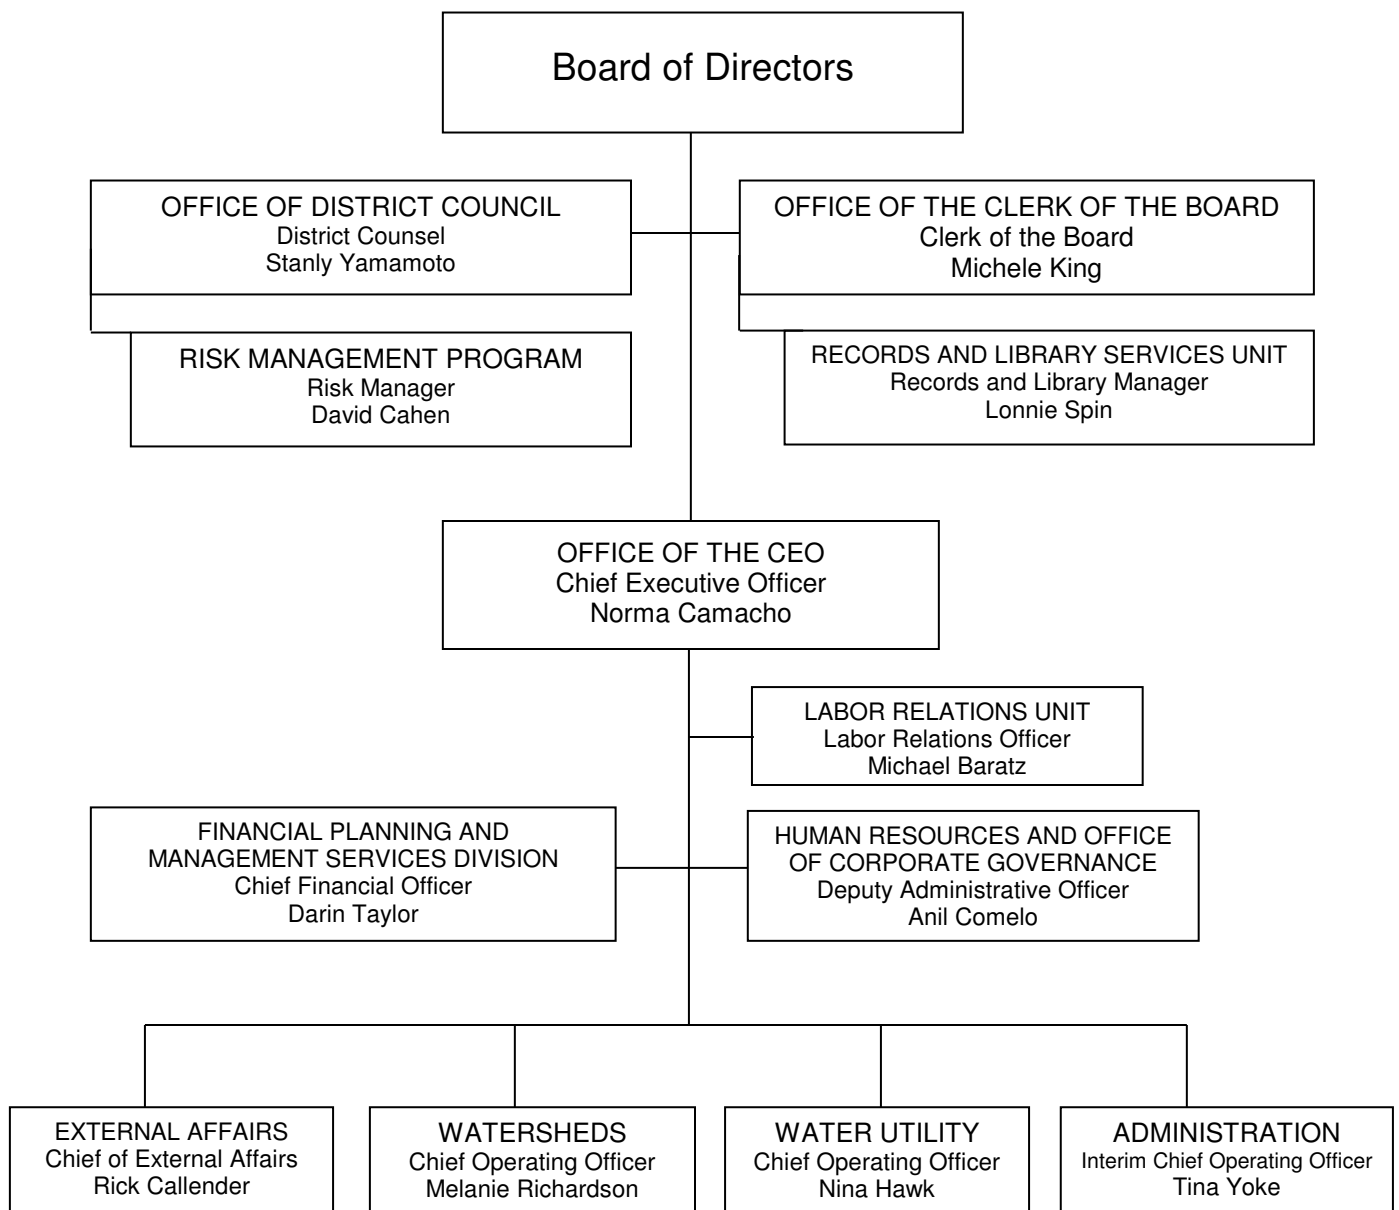 Board of Directors
OFFICE OF DISTRICT COUNCIL
District Counsel
Stanly Yamamoto
OFFICE OF THE CLERK OF THE BOARD
Clerk of the Board
Michele King
RISK MANAGEMENT PROGRAM
Risk Manager
David Cahen
RECORDS AND LIBRARY SERVICES UNIT
Records and Library Manager
Lonnie Spin
OFFICE OF THE CEO
Chief Executive Officer
Norma Camacho
LABOR RELATIONS UNIT
Labor Relations Officer
Michael Baratz
FINANCIAL PLANNING AND
MANAGEMENT SERVICES DIVISION
Chief Financial Officer
Darin Taylor
HUMAN RESOURCES AND OFFICE
OF CORPORATE GOVERNANCE
Deputy Administrative Officer
Anil Comelo
EXTERNAL AFFAIRS
Chief of External Affairs
Rick Callender
WATERSHEDS
Chief Operating Officer
Melanie Richardson
WATER UTILITY
Chief Operating Officer
Nina Hawk
ADMINISTRATION
Interim Chief Operating Officer
Tina Yoke